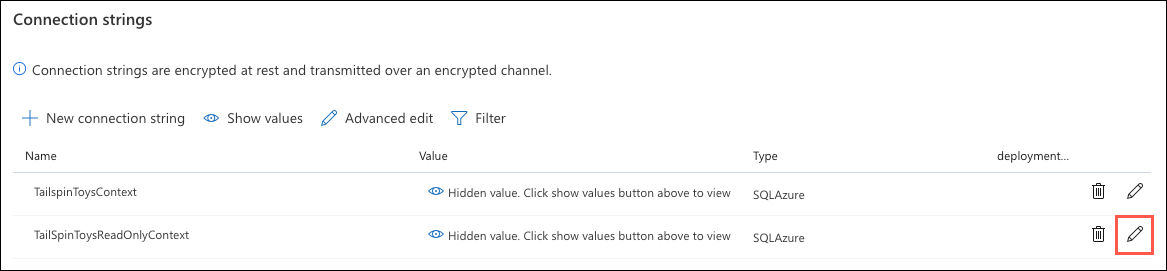 Connection strings
Connection strings are encrypted at rest and transmitted over an encrypted channel.
New connection string Show values Advanced edit Filter
Name Value Type deployment...
TailspinToysContext Hidden value. Click show values button above to view SQLAzure
TailSpinToysReadOnlyContext Hidden value. Click show values button above to view SQLAzure